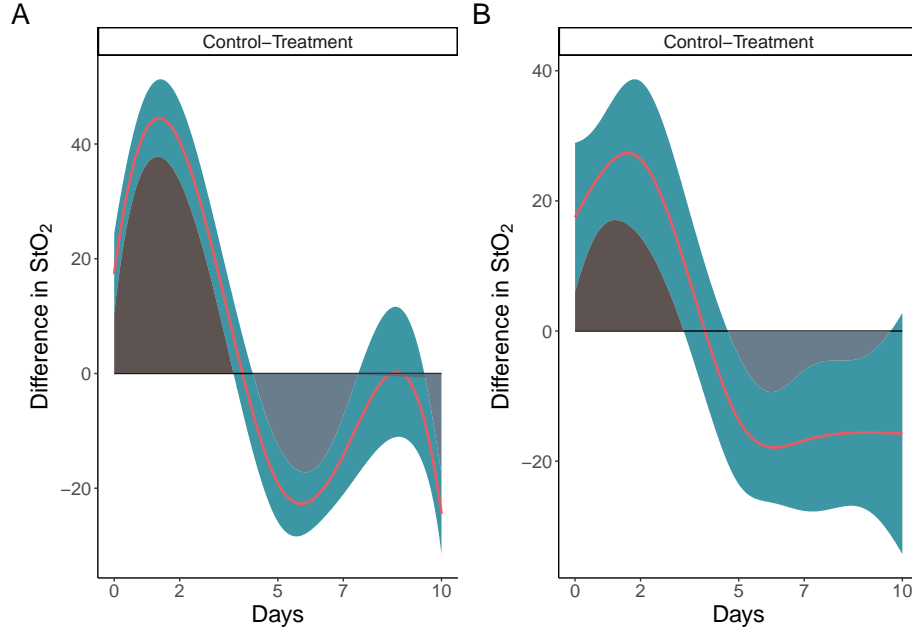 A
Control−Treatment
Difference in StO₂
40
20
0
−20
0
2
5
7
10
Days
B
Control−Treatment
Difference in StO₂
40
20
0
−20
0
2
5
7
10
Days